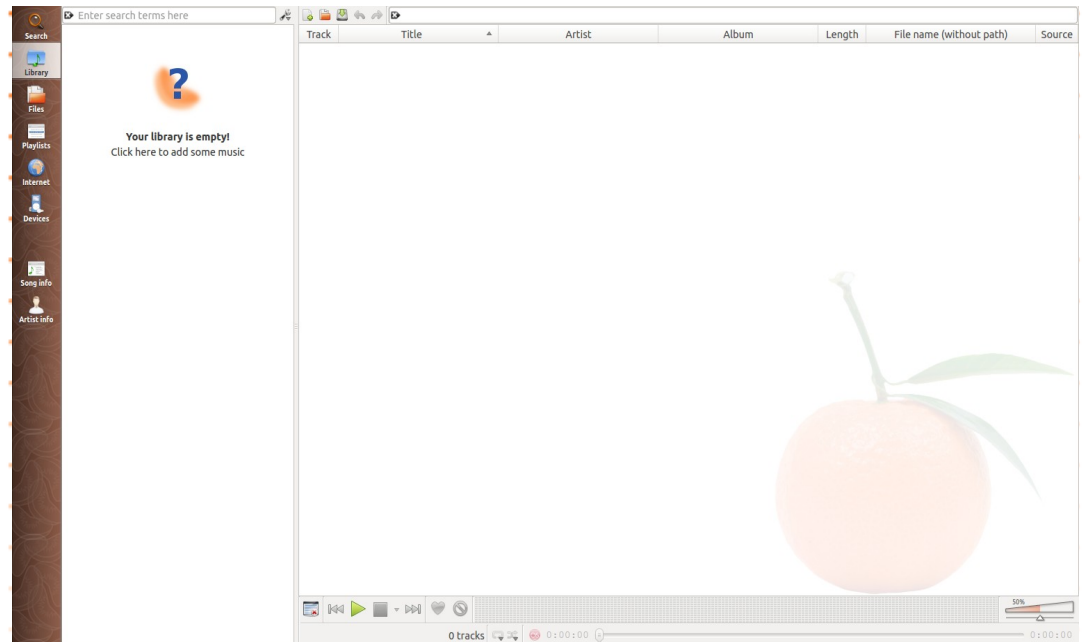 Search
Library
Files
Playlists
Internet
Devices
Song info
Artist info
Enter search terms here
?
Your library is empty!
Click here to add some music
Track Title Artist Album Length File name (without path) Source
50%
0 tracks 0:00:00 0:00:00